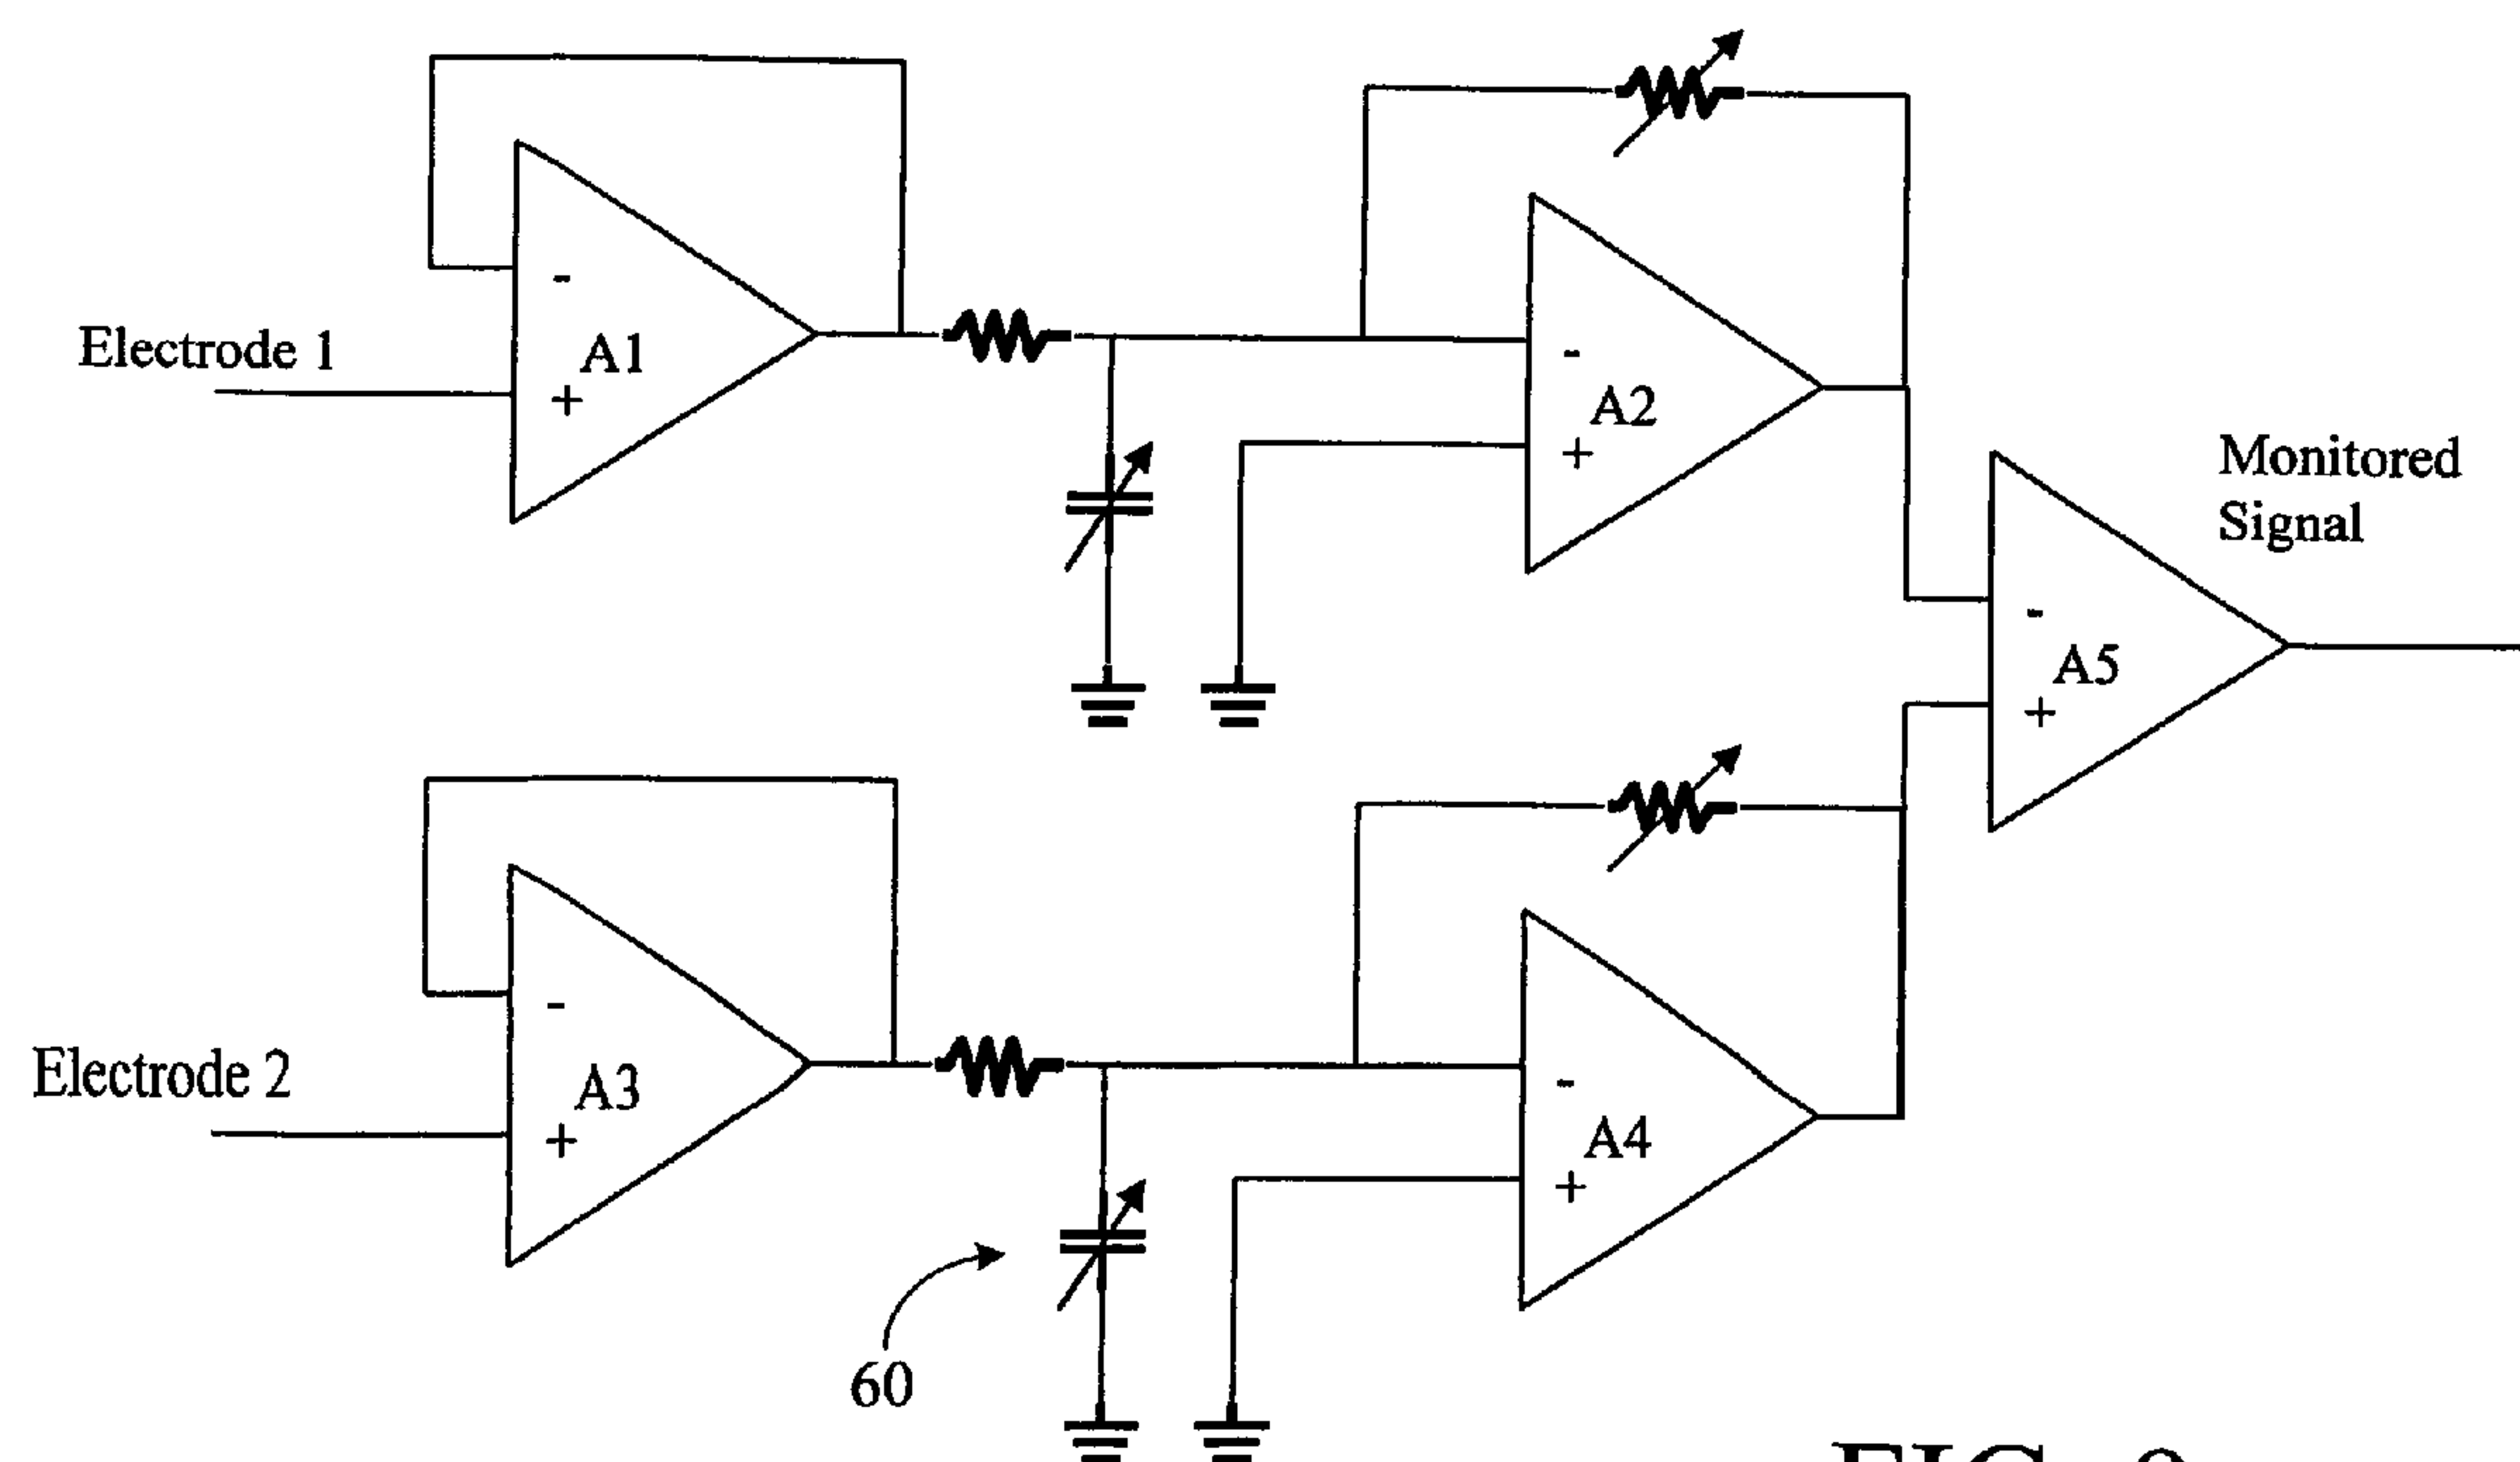 Electrode 1
-
A1
+
-
A2
+
Monitored
Signal
-
A5
+
Electrode 2
-
A3
+
-
A4
+
60